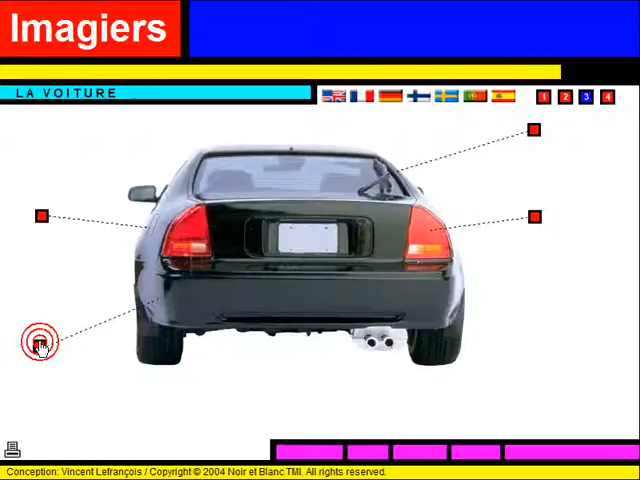 Imagiers
LA VOITURE
1 2 3 4
Conception: Vincent Lefrançois / Copyright © 2004 Noir et Blanc TMI. All rights reserved.